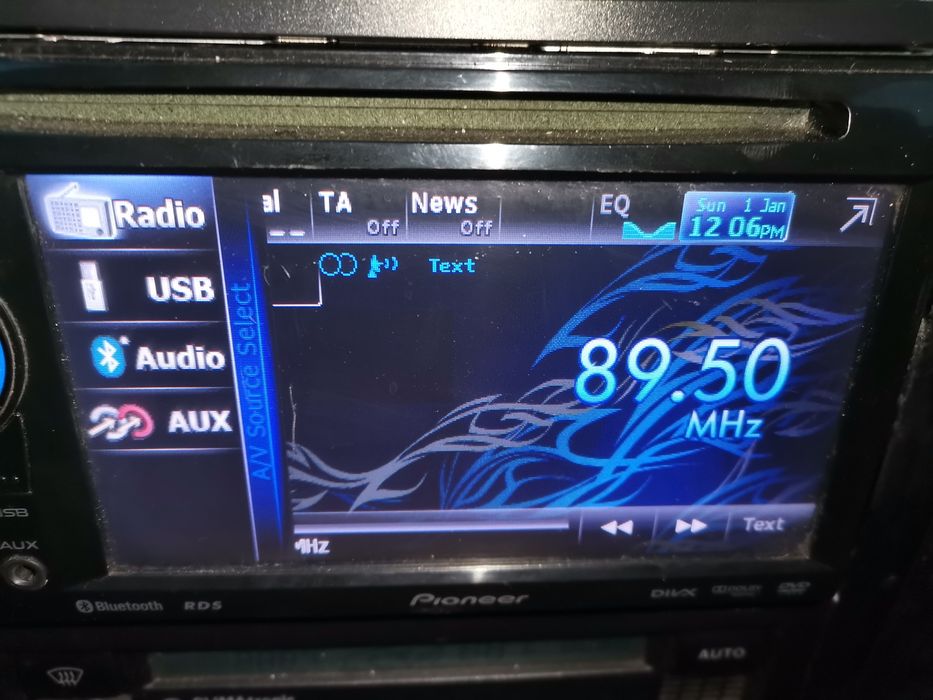 Radio
al TA News EQ Sun 1 Jan
-- Off Off 12 06PM
Text
USB
Audio
AUX
A/V Source Select
89.50
MHz
Text
MHz
AUX
Bluetooth RDS Pioneer DIVX DOLBY DVD
AUTO